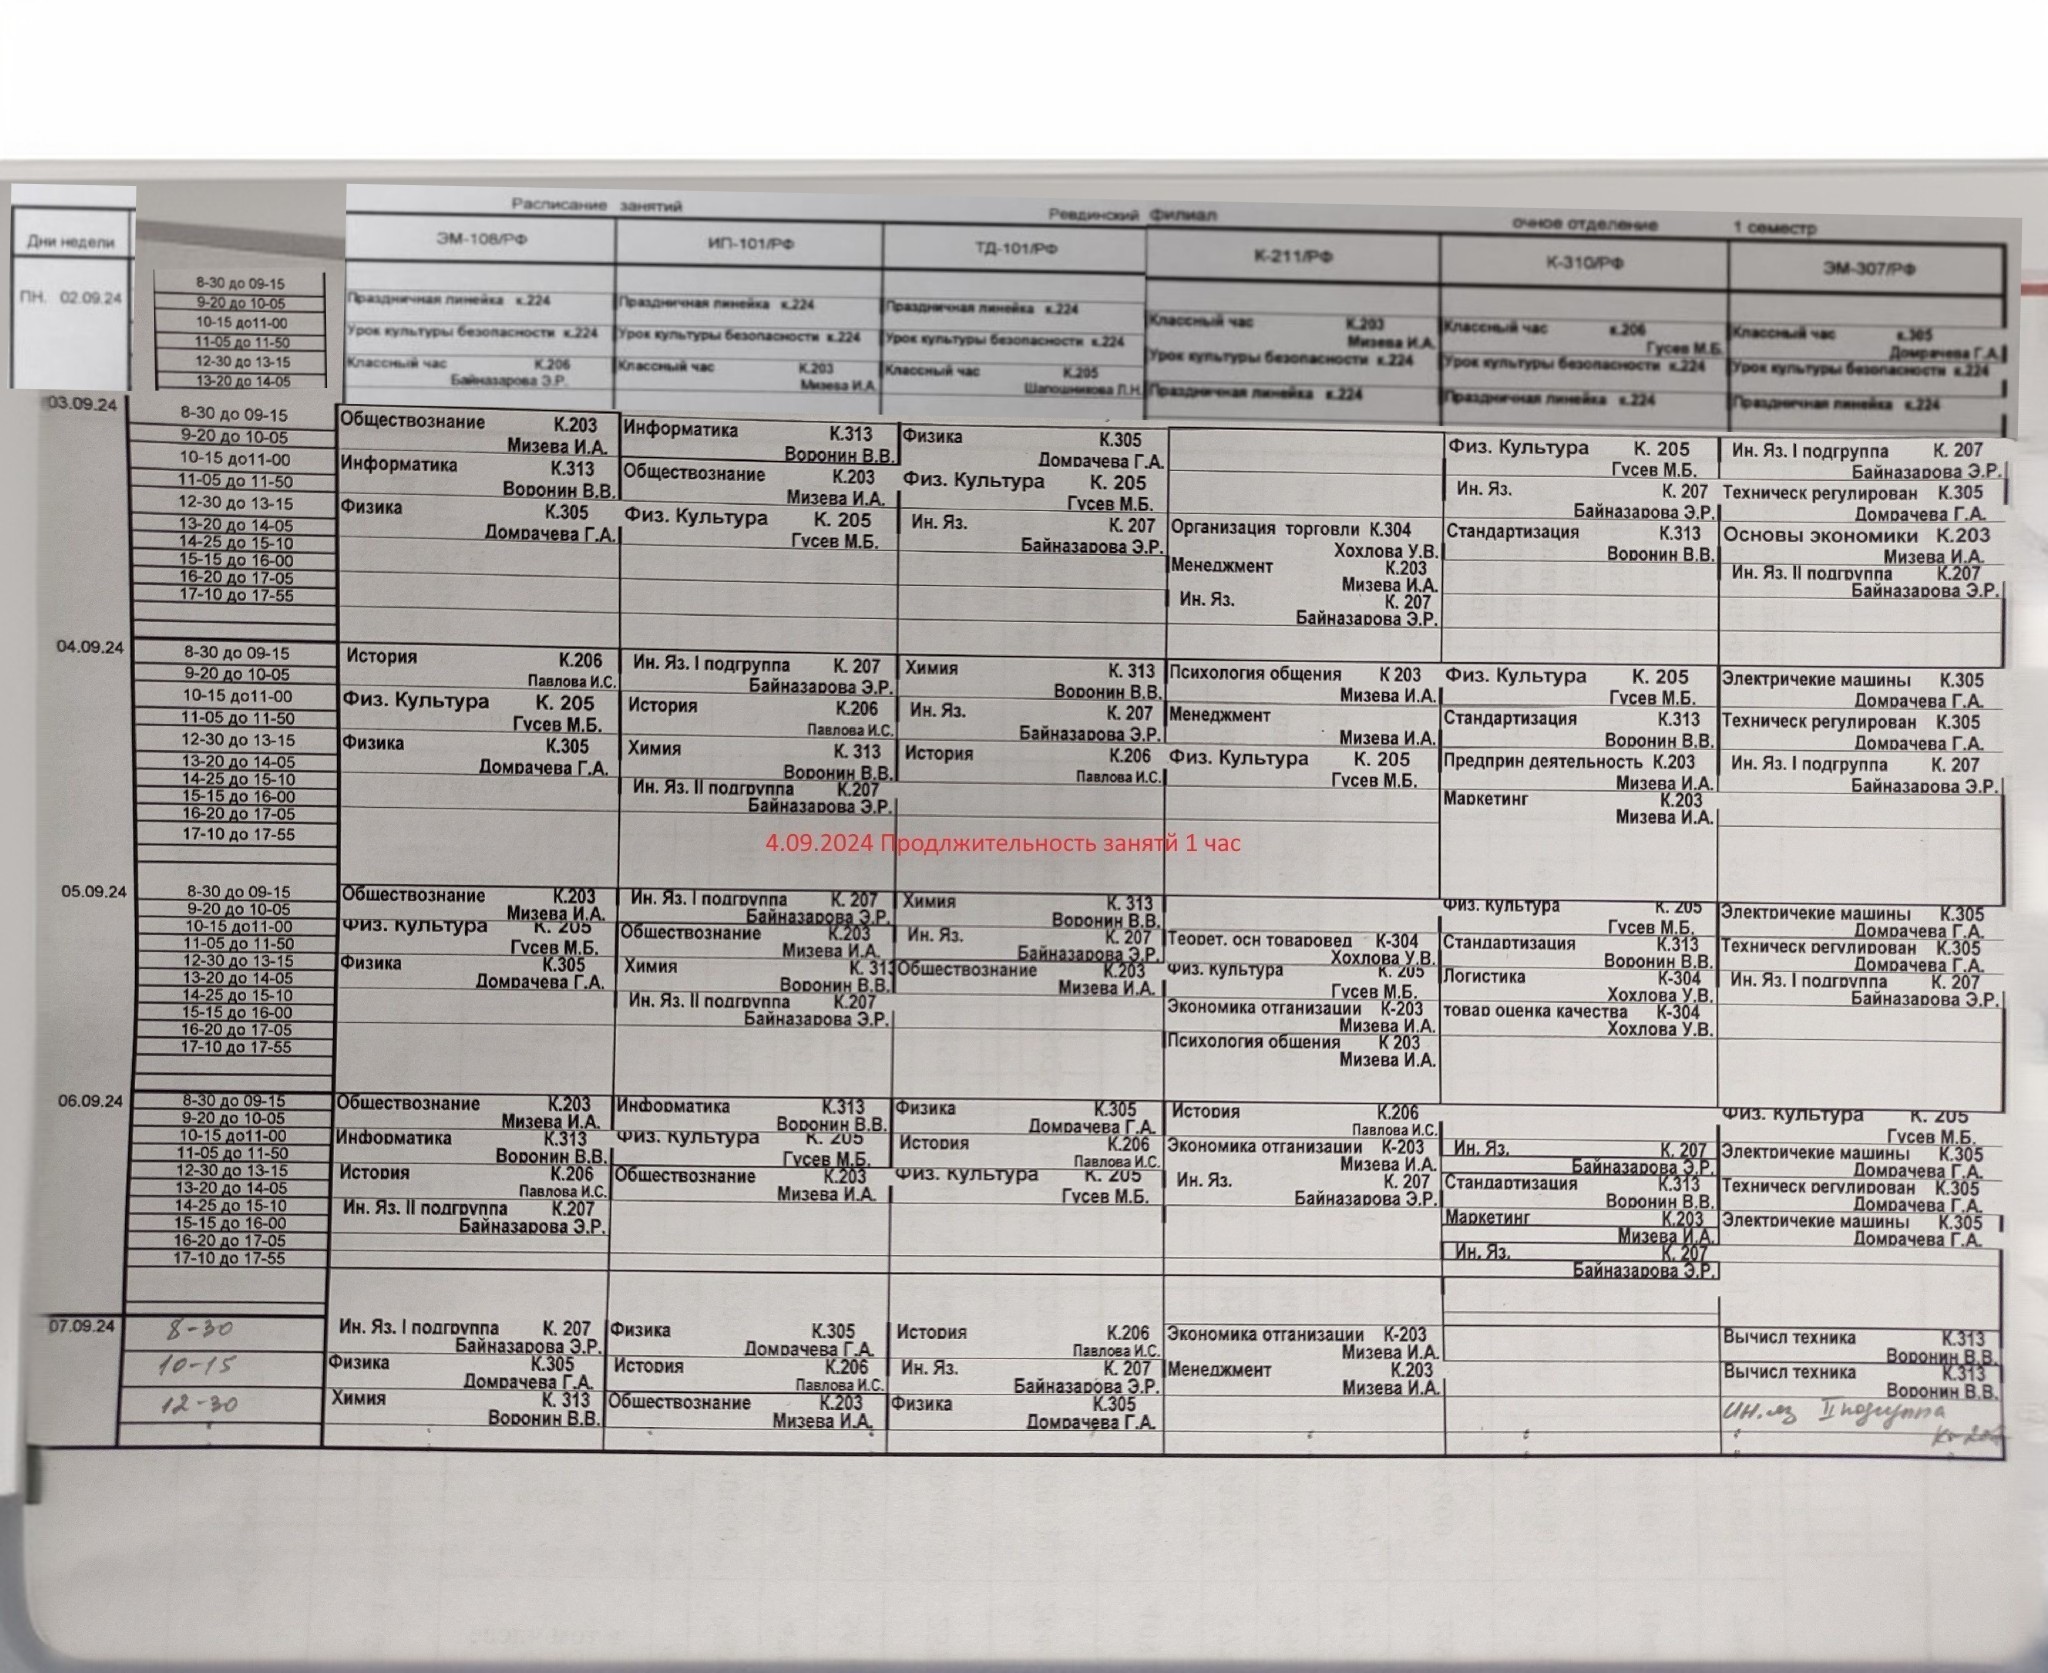 Расписание занятий Ревдинский филиал очное отделение 1 семестр
Дни недели ЭМ-108/РФ ИП-101/РФ ТД-101/РФ К-211/РФ К-310/РФ ЭМ-307/РФ
ПН. 02.09.24
8-30 до 09-15
9-20 до 10-05
10-15 до11-00
11-05 до 11-50
12-30 до 13-15
13-20 до 14-05
Праздничная линейка к.224
Урок культуры безопасности к.224
Классный час К.206
Байназарова Э.Р.
Праздничная линейка к.224
Урок культуры безопасности к.224
Классный час К.203
Мизева И.А.
Праздничная линейка к.224
Урок культуры безопасности к.224
Классный час К.205
Шапошникова Л.Н.
Классный час К.203
Мизева И.А.
Урок культуры безопасности к.224
Праздничная линейка к.224
Классный час к.206
Гусев М.Б.
Урок культуры безопасности к.224
Праздничная линейка к.224
Классный час к.305
Домрачева Г.А.
Урок культуры безопасности к.224
Праздничная линейка к.224
03.09.24
8-30 до 09-15
9-20 до 10-05
10-15 до11-00
11-05 до 11-50
12-30 до 13-15
13-20 до 14-05
14-25 до 15-10
15-15 до 16-00
16-20 до 17-05
17-10 до 17-55
Обществознание К.203
Мизева И.А.
Информатика К.313
Воронин В.В.
Физика К.305
Домрачева Г.А.
Информатика К.313
Воронин В.В.
Обществознание К.203
Мизева И.А.
Физ. Культура К. 205
Гусев М.Б.
Физика К.305
Домрачева Г.А.
Физ. Культура К. 205
Гусев М.Б.
Ин. Яз. К. 207
Байназарова Э.Р.
Организация торговли К.304
Хохлова У.В.
Менеджмент К.203
Мизева И.А.
Ин. Яз. К. 207
Байназарова Э.Р.
Физ. Культура К. 205
Гусев М.Б.
Ин. Яз. К. 207
Байназарова Э.Р.
Стандартизация К.313
Воронин В.В.
Ин. Яз. I подгруппа К. 207
Байназарова Э.Р.
Техническ регулирован К.305
Домрачева Г.А.
Основы экономики К.203
Мизева И.А.
Ин. Яз. II подгруппа К.207
Байназарова Э.Р.
04.09.24
8-30 до 09-15
9-20 до 10-05
10-15 до11-00
11-05 до 11-50
12-30 до 13-15
13-20 до 14-05
14-25 до 15-10
15-15 до 16-00
16-20 до 17-05
17-10 до 17-55
История К.206
Павлова И.С.
Физ. Культура К. 205
Гусев М.Б.
Физика К.305
Домрачева Г.А.
Ин. Яз. I подгруппа К. 207
Байназарова Э.Р.
История К.206
Павлова И.С.
Химия К. 313
Воронин В.В.
Ин. Яз. II подгруппа К.207
Байназарова Э.Р.
Химия К. 313
Воронин В.В.
Ин. Яз. К. 207
Байназарова Э.Р.
История К.206
Павлова И.С.
Психология общения К 203
Мизева И.А.
Менеджмент
Мизева И.А.
Физ. Культура К. 205
Гусев М.Б.
Физ. Культура К. 205
Гусев М.Б.
Стандартизация К.313
Воронин В.В.
Предприн деятельность К.203
Мизева И.А.
Маркетинг К.203
Мизева И.А.
Электричекие машины К.305
Домрачева Г.А.
Техническ регулирован К.305
Домрачева Г.А.
Ин. Яз. I подгруппа К. 207
Байназарова Э.Р.
4.09.2024 Продлжительность занятй 1 час
05.09.24
8-30 до 09-15
9-20 до 10-05
10-15 до11-00
11-05 до 11-50
12-30 до 13-15
13-20 до 14-05
14-25 до 15-10
15-15 до 16-00
16-20 до 17-05
17-10 до 17-55
Обществознание К.203
Мизева И.А.
Физ. Культура К. 205
Гусев М.Б.
Физика К.305
Домрачева Г.А.
Ин. Яз. I подгруппа К. 207
Байназарова Э.Р.
Обществознание К.203
Мизева И.А.
Химия К. 313
Воронин В.В.
Ин. Яз. II подгруппа К.207
Байназарова Э.Р.
Химия К. 313
Воронин В.В.
Ин. Яз. К. 207
Байназарова Э.Р.
Обществознание К.203
Мизева И.А.
Теорет. осн товаровед К-304
Хохлова У.В.
Физ. Культура К. 205
Гусев М.Б.
Экономика отганизации К-203
Мизева И.А.
Психология общения К 203
Мизева И.А.
Физ. Культура К. 205
Гусев М.Б.
Стандартизация К.313
Воронин В.В.
Логистика К-304
Хохлова У.В.
товар оценка качества К-304
Хохлова У.В.
Электричекие машины К.305
Домрачева Г.А.
Техническ регулирован К.305
Домрачева Г.А.
Ин. Яз. I подгруппа К. 207
Байназарова Э.Р.
06.09.24
8-30 до 09-15
9-20 до 10-05
10-15 до11-00
11-05 до 11-50
12-30 до 13-15
13-20 до 14-05
14-25 до 15-10
15-15 до 16-00
16-20 до 17-05
17-10 до 17-55
Обществознание К.203
Мизева И.А.
Информатика К.313
Воронин В.В.
История К.206
Павлова И.С.
Ин. Яз. II подгруппа К.207
Байназарова Э.Р.
Информатика К.313
Воронин В.В.
Физ. Культура К. 205
Гусев М.Б.
Обществознание К.203
Мизева И.А.
Физика К.305
Домрачева Г.А.
История К.206
Павлова И.С.
Физ. Культура К. 205
Гусев М.Б.
История К.206
Павлова И.С.
Экономика отганизации К-203
Мизева И.А.
Ин. Яз. К. 207
Байназарова Э.Р.
Ин. Яз. К. 207
Байназарова Э.Р.
Стандартизация К.313
Воронин В.В.
Маркетинг К.203
Мизева И.А.
Ин. Яз. К. 207
Байназарова Э.Р.
Физ. Культура К. 205
Гусев М.Б.
Электричекие машины К.305
Домрачева Г.А.
Техническ регулирован К.305
Домрачева Г.А.
Электричекие машины К.305
Домрачева Г.А.
07.09.24
8-30
10-15
12-30
Ин. Яз. I подгруппа К. 207
Байназарова Э.Р.
Физика К.305
Домрачева Г.А.
Химия К. 313
Воронин В.В.
Физика К.305
Домрачева Г.А.
История К.206
Павлова И.С.
Обществознание К.203
Мизева И.А.
История К.206
Павлова И.С.
Ин. Яз. К. 207
Байназарова Э.Р.
Физика К.305
Домрачева Г.А.
Экономика отганизации К-203
Мизева И.А.
Менеджмент К.203
Мизева И.А.
Вычисл техника К.313
Воронин В.В.
Вычисл техника К.313
Воронин В.В.
Ин. яз II подгруппа